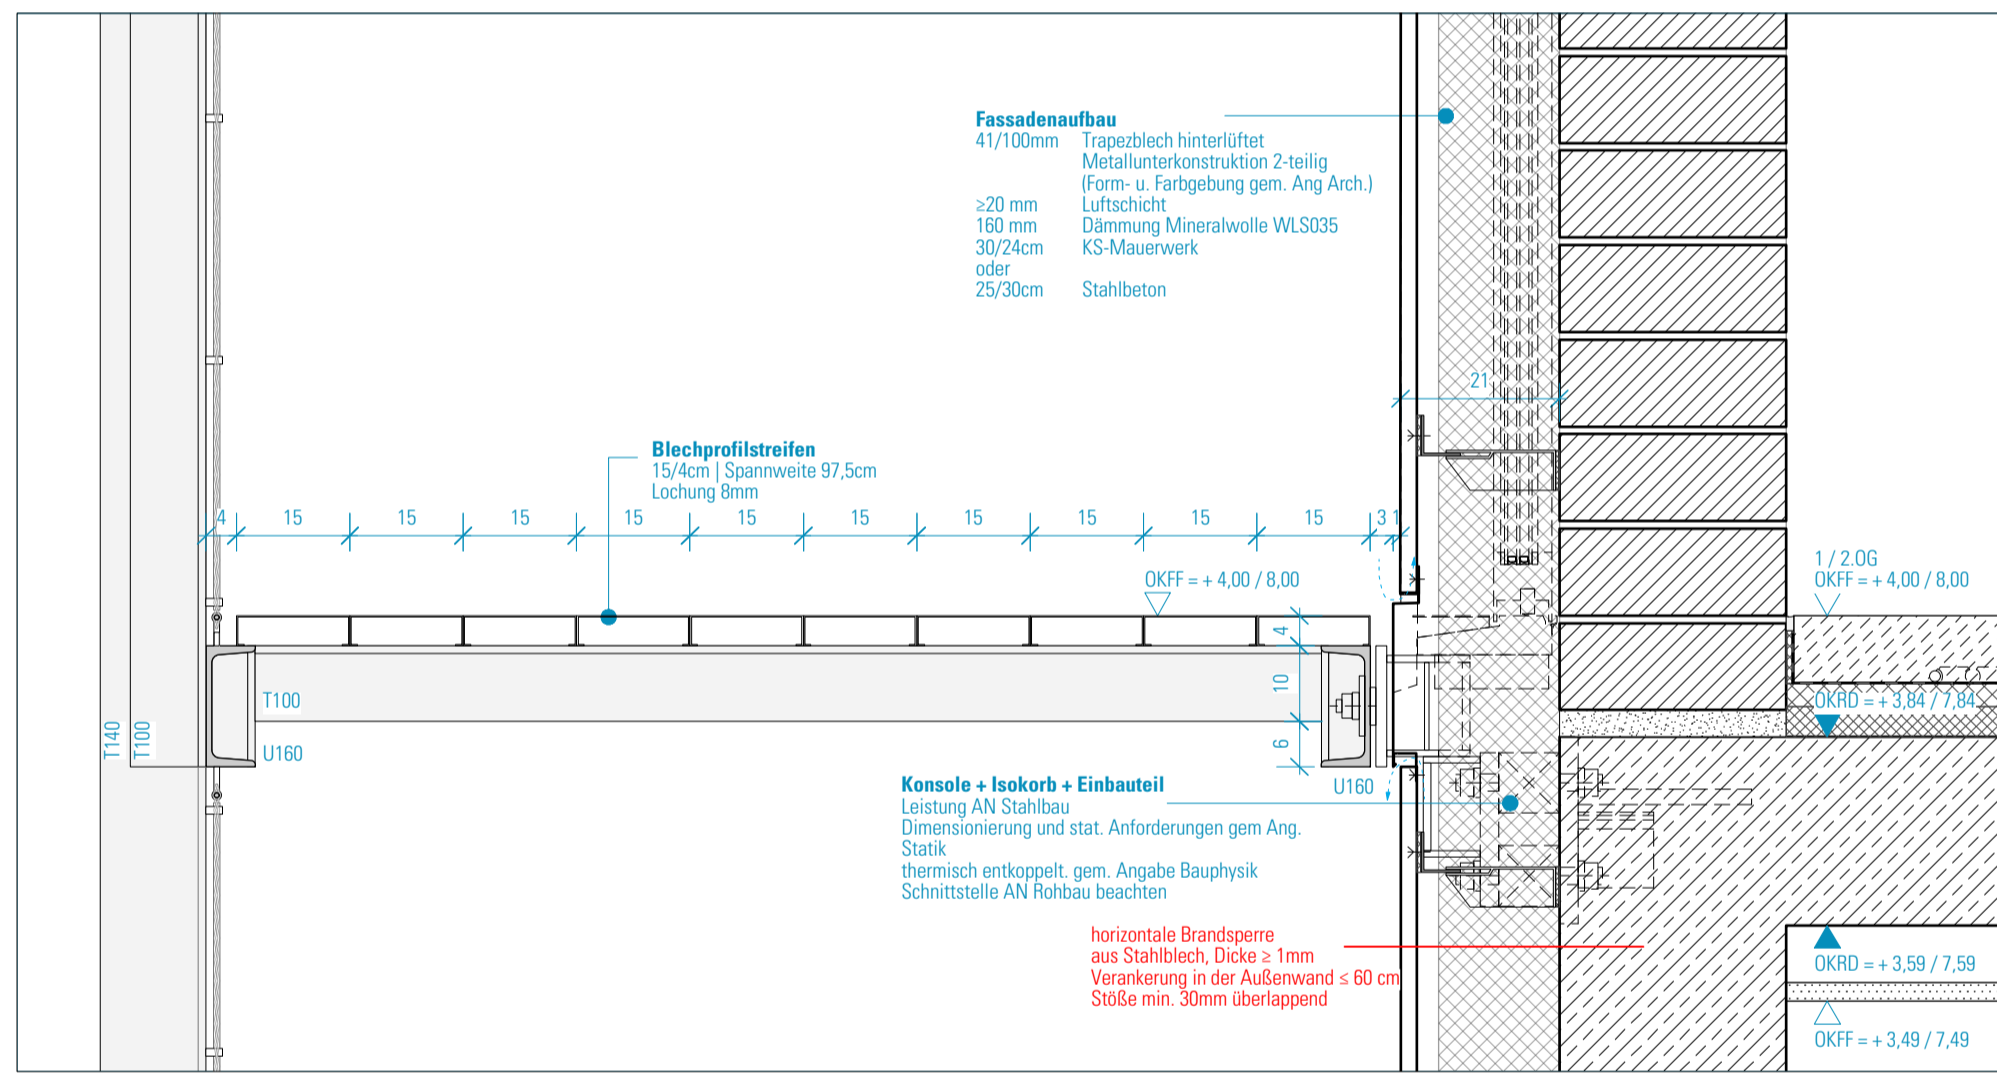 Fassadenaufbau
41/100mm Trapezblech hinterlüftet
Metallunterkonstruktion 2-teilig
(Form- u. Farbgebung gem. Ang Arch.)
≥20 mm Luftschicht
160 mm Dämmung Mineralwolle WLS035
30/24cm KS-Mauerwerk
oder
25/30cm Stahlbeton
21
Blechprofilstreifen
15/4cm | Spannweite 97,5cm
Lochung 8mm
4 15 15 15 15 15 15 15 15 15 15 3 1
OKFF = + 4,00 / 8,00
1 / 2.OG
OKFF = + 4,00 / 8,00
4
10
6
T100
U160
T140
T100
U160
OKRD = + 3,84 / 7,84
Konsole + Isokorb + Einbauteil
Leistung AN Stahlbau
Dimensionierung und stat. Anforderungen gem Ang.
Statik
thermisch entkoppelt. gem. Angabe Bauphysik
Schnittstelle AN Rohbau beachten
horizontale Brandsperre
aus Stahlblech, Dicke ≥ 1mm
Verankerung in der Außenwand ≤ 60 cm
Stöße min. 30mm überlappend
OKRD = + 3,59 / 7,59
OKFF = + 3,49 / 7,49